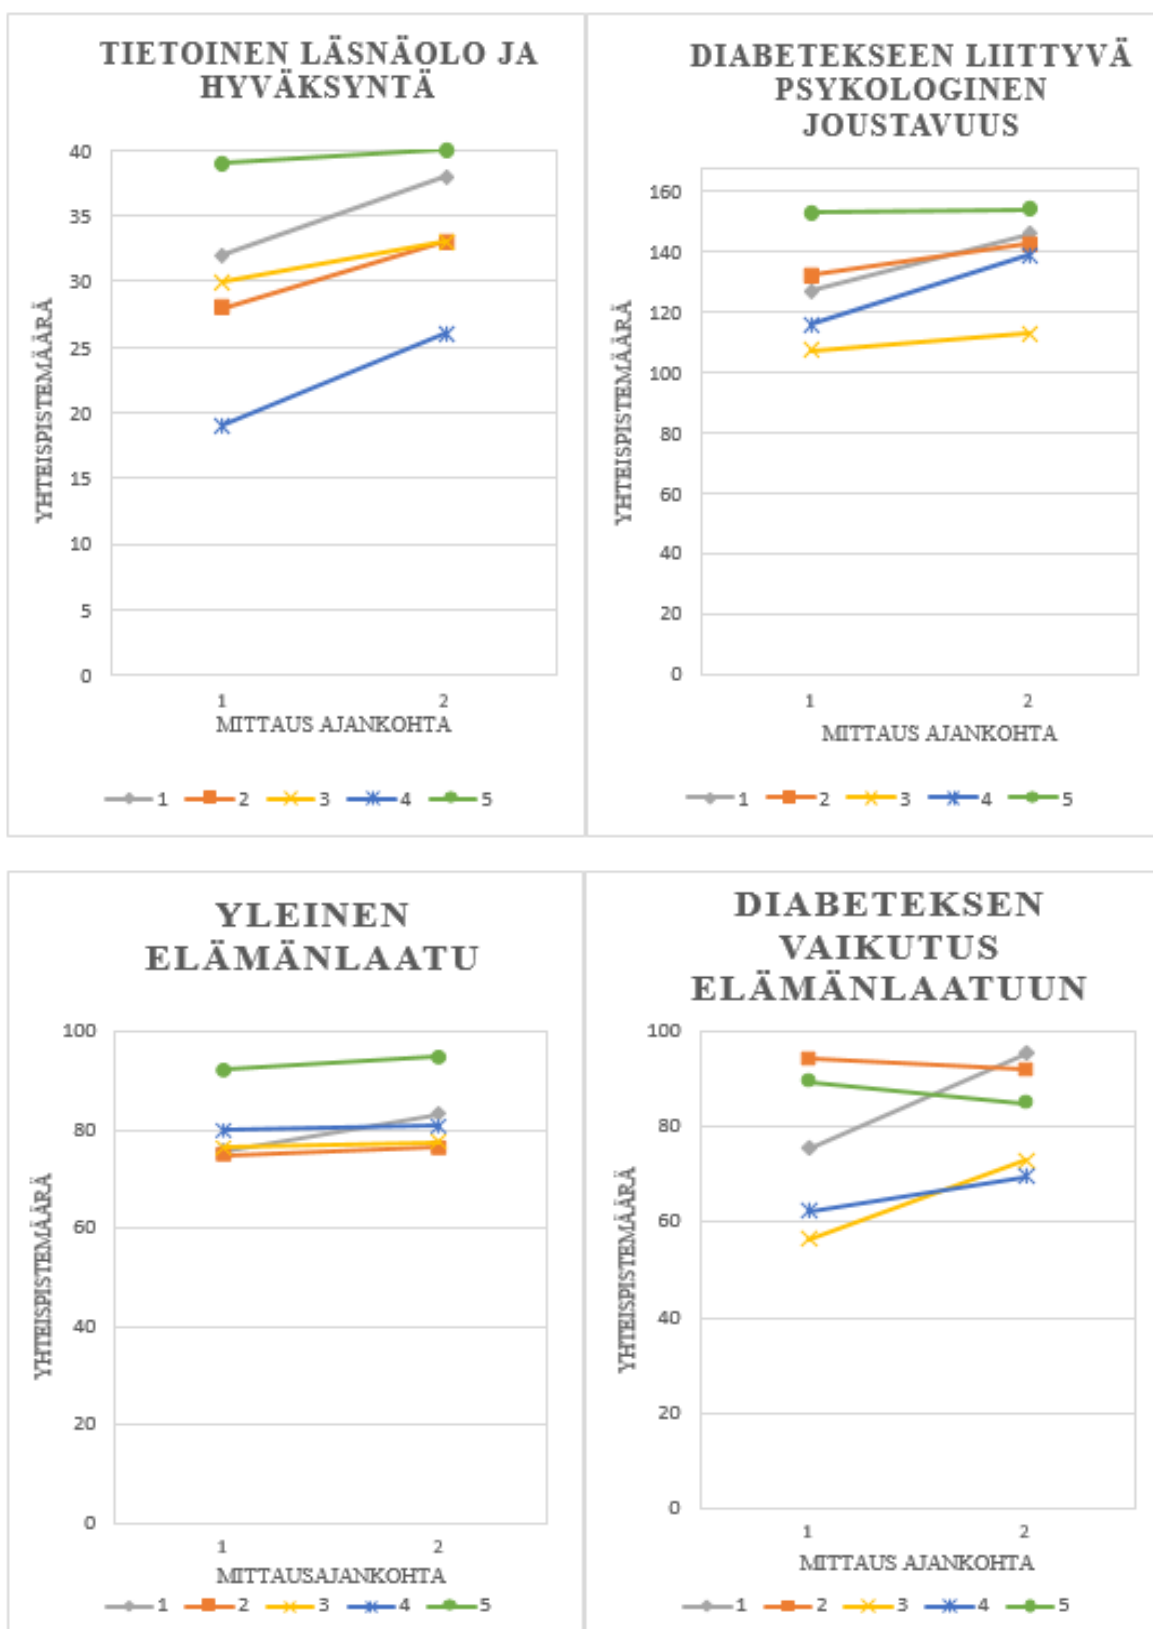 TIETOINEN LÄSNÄOLO JA
HYVÄKSYNTÄ
YHTEISPISTEMÄÄRÄ
40
35
30
25
20
15
10
5
0
1 2
MITTAUS AJANKOHTA
1 2 3 4 5
DIABETEKSEEN LIITTYVÄ
PSYKOLOGINEN
JOUSTAVUUS
YHTEISPISTEMÄÄRÄ
160
140
120
100
80
60
40
20
0
1 2
MITTAUS AJANKOHTA
1 2 3 4 5
YLEINEN
ELÄMÄNLAATU
YHTEISPISTEMÄÄRÄ
100
80
60
40
20
0
1 2
MITTAUSAJANKOHTA
1 2 3 4 5
DIABETEKSEN
VAIKUTUS
ELÄMÄNLAATUUN
YHTEISPISTEMÄÄRÄ
100
80
60
40
20
0
1 2
MITTAUS AJANKOHTA
1 2 3 4 5